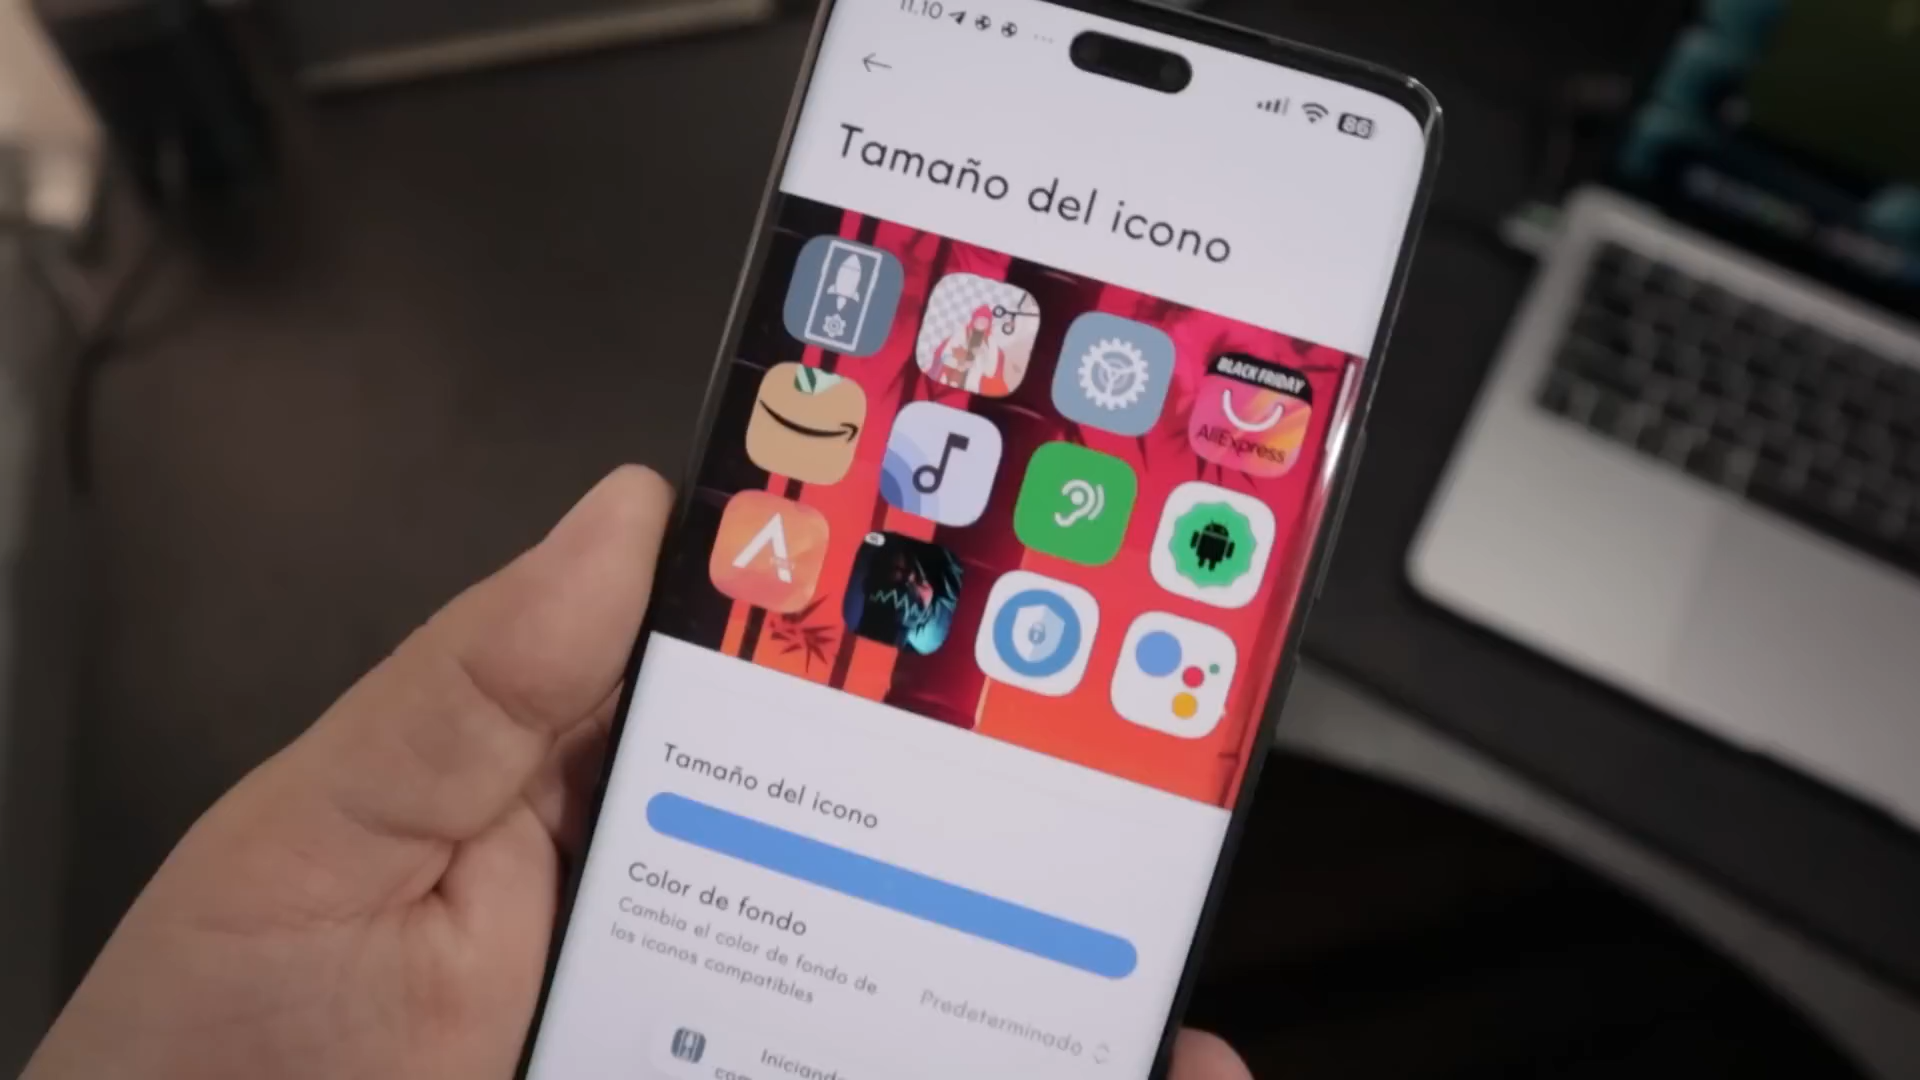 11.10
86
Tamaño del icono
BLACK FRIDAY
AliExpress
Tamaño del icono
Color de fondo
Cambia el color de fondo de
los iconos compatibles
Predeterminado